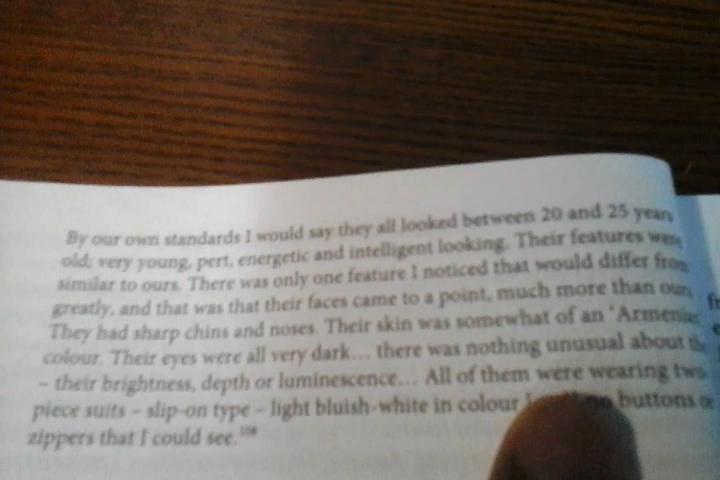 By our own standards I would say they all looked between 20 and 25 years
old; very young, pert, energetic and intelligent looking. Their features were
similar to ours. There was only one feature I noticed that would differ from
greatly, and that was that their faces came to a point, much more than ours.
They had sharp chins and noses. Their skin was somewhat of an 'Armenian
colour. Their eyes were all very dark... there was nothing unusual about the
– their brightness, depth or luminescence... All of them were wearing two
piece suits – slip-on type – light bluish-white in colour buttons or
zippers that I could see.¹⁰⁸